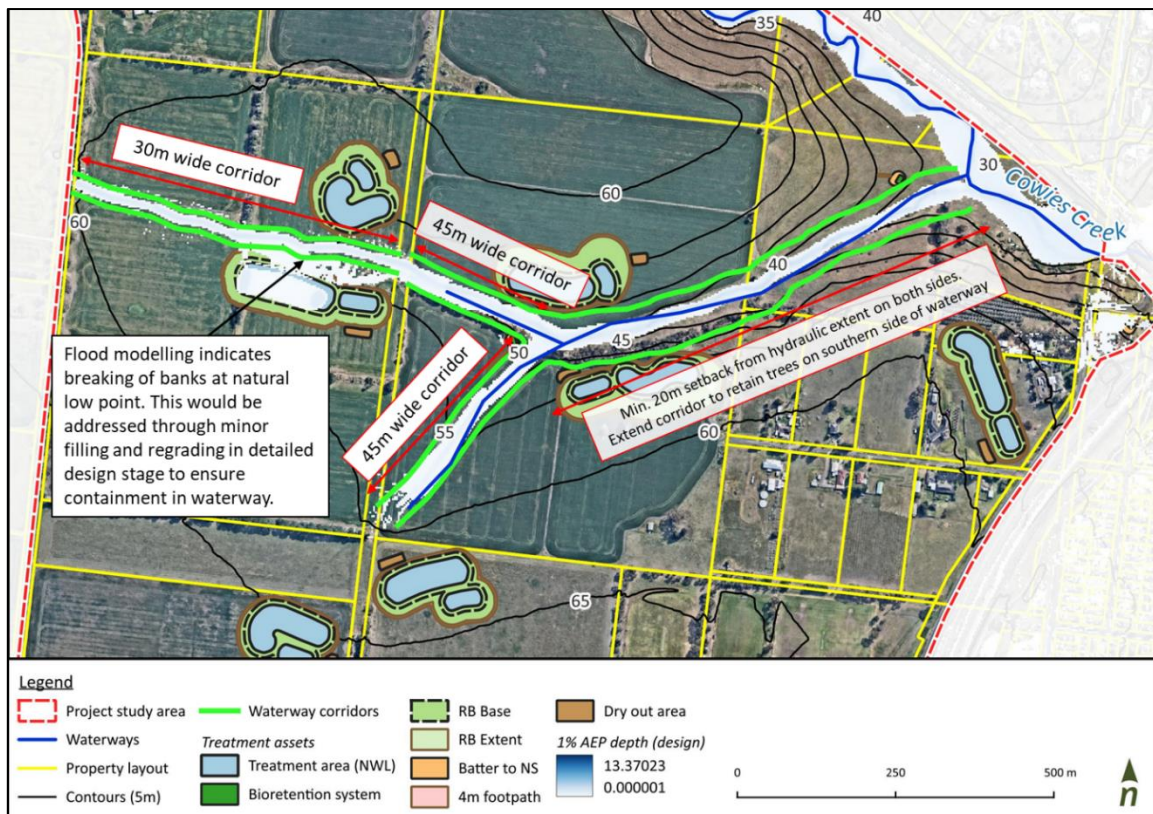 35
40
30m wide corridor
60
60
45m wide corridor
30
Cowies Creek
40
45
50
45m wide corridor
55
Min. 20m setback from hydraulic extent on both sides.
Extend corridor to retain trees on southern side of waterway
60
Flood modelling indicates
breaking of banks at natural
low point. This would be
addressed through minor
filling and regrading in detailed
design stage to ensure
containment in waterway.
65
Legend
Project study area
Waterways
Property layout
Contours (5m)
Waterway corridors
Treatment assets
Treatment area (NWL)
Bioretention system
RB Base
RB Extent
Batter to NS
4m footpath
Dry out area
1% AEP depth (design)
13.37023
0.000001
0 250 500 m
n